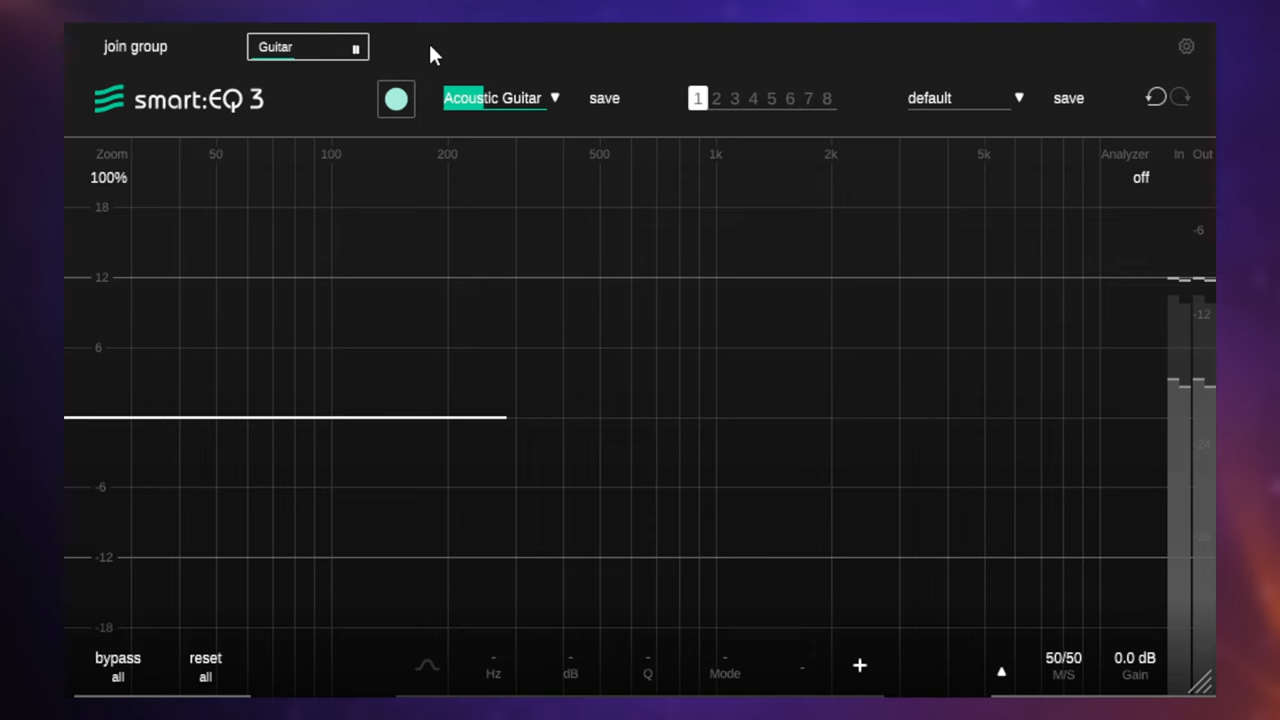 join group Guitar
smart:EQ 3 Acoustic Guitar save 1 2 3 4 5 6 7 8 default save
Zoom 50 100 200 500 1k 2k 5k Analyzer In Out
100% off
18
-6
12
-12
6
-24
-6
-36
-12
-18
bypass reset - - - - - + 50/50 0.0 dB
all all Hz dB Q Mode M/S Gain